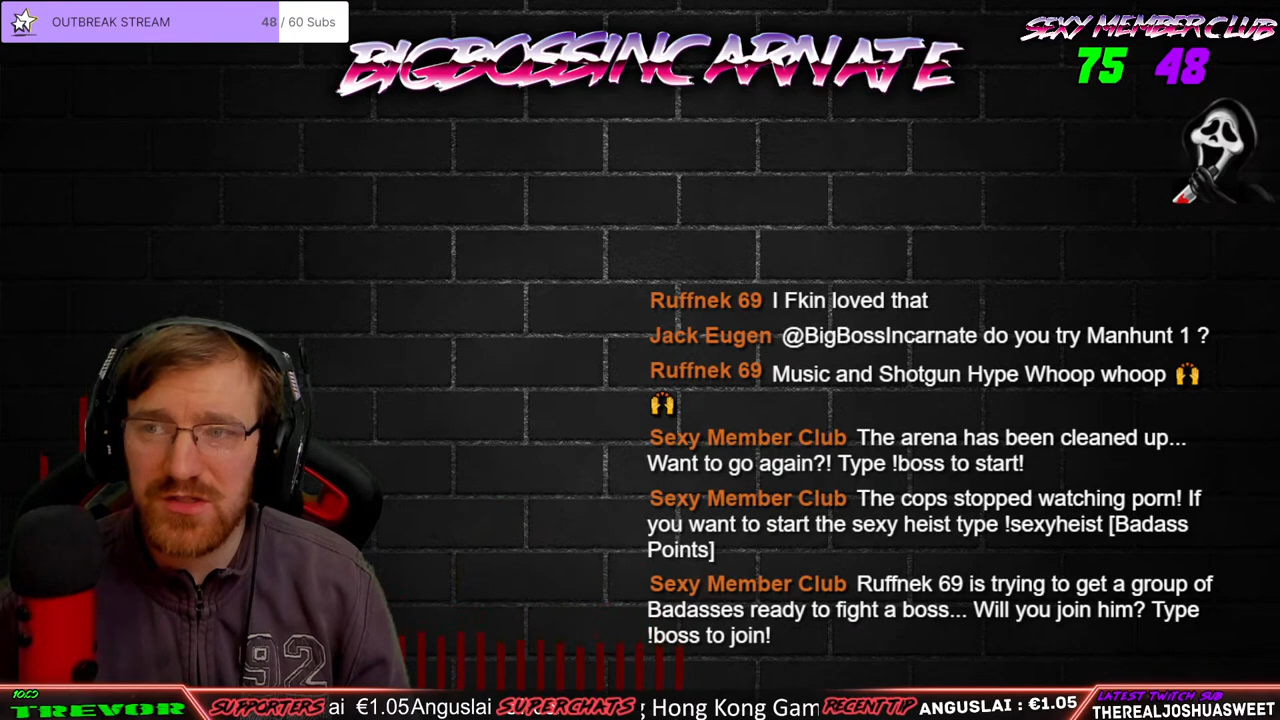 OUTBREAK STREAM 48 / 60 Subs
SEXY MEMBER CLUB
BIGBOSSINCARNATE
75 48
Ruffnek 69 I Fkin loved that
Jack Eugen @BigBossIncarnate do you try Manhunt 1 ?
Ruffnek 69 Music and Shotgun Hype Whoop whoop 🙌
🙌
Sexy Member Club The arena has been cleaned up...
Want to go again?! Type !boss to start!
Sexy Member Club The cops stopped watching porn! If
you want to start the sexy heist type !sexyheist [Badass
Points]
Sexy Member Club Ruffnek 69 is trying to get a group of
Badasses ready to fight a boss... Will you join him? Type
!boss to join!
92
TREVOR
SUPPORTERS ai €1.05Anguslai SUPERCHATS Hong Kong Gam RECENT TIP ANGUSLAI : €1.05
LATEST TWITCH SUB
THEREALJOSHUASWEET